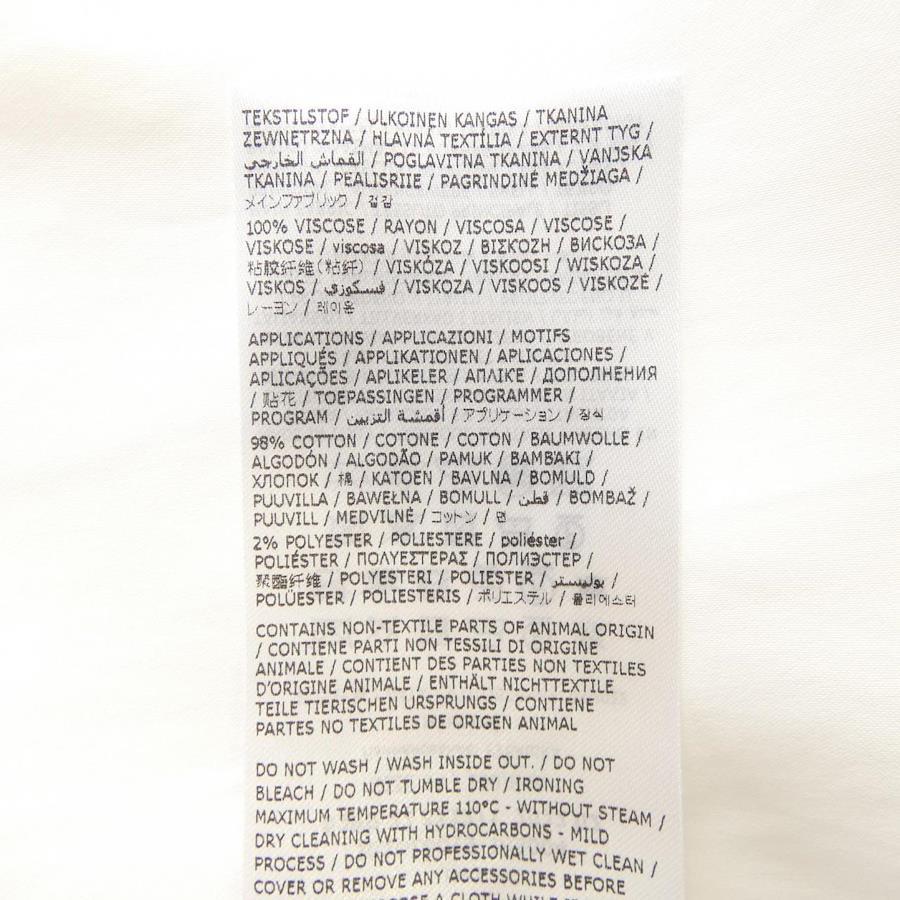 TEKSTILSTOF / ULKOINEN KANGAS / TKANINA
ZEWNĘTRZNA / HLAVNÁ TEXTÍLIA / EXTERNT TYG /
القماش الخارجي / POGLAVITNA TKANINA / VANJSKA
TKANINA / PEALISRIIE / PAGRINDINĖ MEDŽIAGA /
メインファブリック / 겉감
100% VISCOSE / RAYON / VISCOSA / VISCOSE /
VISKOSE / viscosa / VISKOZ / ΒΙΣΚΟΖΗ / ВИСКОЗА /
粘胶纤维(粘纤) / VISKÓZA / VISKOOSI / WISKOZA /
VISKOS / فسسكوزي / VISKOZA / VISKOOS / VISKOZĖ /
レーヨン / 레이온
APPLICATIONS / APPLICAZIONI / MOTIFS
APPLIQUÉS / APPLIKATIONEN / APLICACIONES /
APLICAÇÕES / APLIKELER / ΑΠΛΙΚΕ / ДОПОЛНЕНИЯ
/ 贴花 / TOEPASSINGEN / PROGRAMMER /
PROGRAM / أقمشة التزيين / アプリケーション / 장식
98% COTTON / COTONE / COTON / BAUMWOLLE /
ALGODÓN / ALGODÃO / PAMUK / ΒΑΜΒΑΚΙ /
ХЛОПОК / 棉 / KATOEN / BAVLNA / BOMULD /
PUUVILLA / BAWEŁNA / BOMULL / قطن / BOMBAŽ /
PUUVILL / MEDVILNĖ / コットン / 면
2% POLYESTER / POLIESTERE / poliéster /
POLIÉSTER / ΠΟΛΥΕΣΤΕΡΑΣ / ПОЛИЭСТЕР /
聚酯纤维 / POLYESTERI / POLIESTER / بوليستر /
POLÜESTER / POLIESTERIS / ポリエステル / 폴리에스터
CONTAINS NON-TEXTILE PARTS OF ANIMAL ORIGIN
/ CONTIENE PARTI NON TESSILI DI ORIGINE
ANIMALE / CONTIENT DES PARTIES NON TEXTILES
D'ORIGINE ANIMALE / ENTHÄLT NICHTTEXTILE
TEILE TIERISCHEN URSPRUNGS / CONTIENE
PARTES NO TEXTILES DE ORIGEN ANIMAL
DO NOT WASH / WASH INSIDE OUT. / DO NOT
BLEACH / DO NOT TUMBLE DRY / IRONING
MAXIMUM TEMPERATURE 110°C - WITHOUT STEAM /
DRY CLEANING WITH HYDROCARBONS - MILD
PROCESS / DO NOT PROFESSIONALLY WET CLEAN /
COVER OR REMOVE ANY ACCESSORIES BEFORE
A CLOTH WHILE